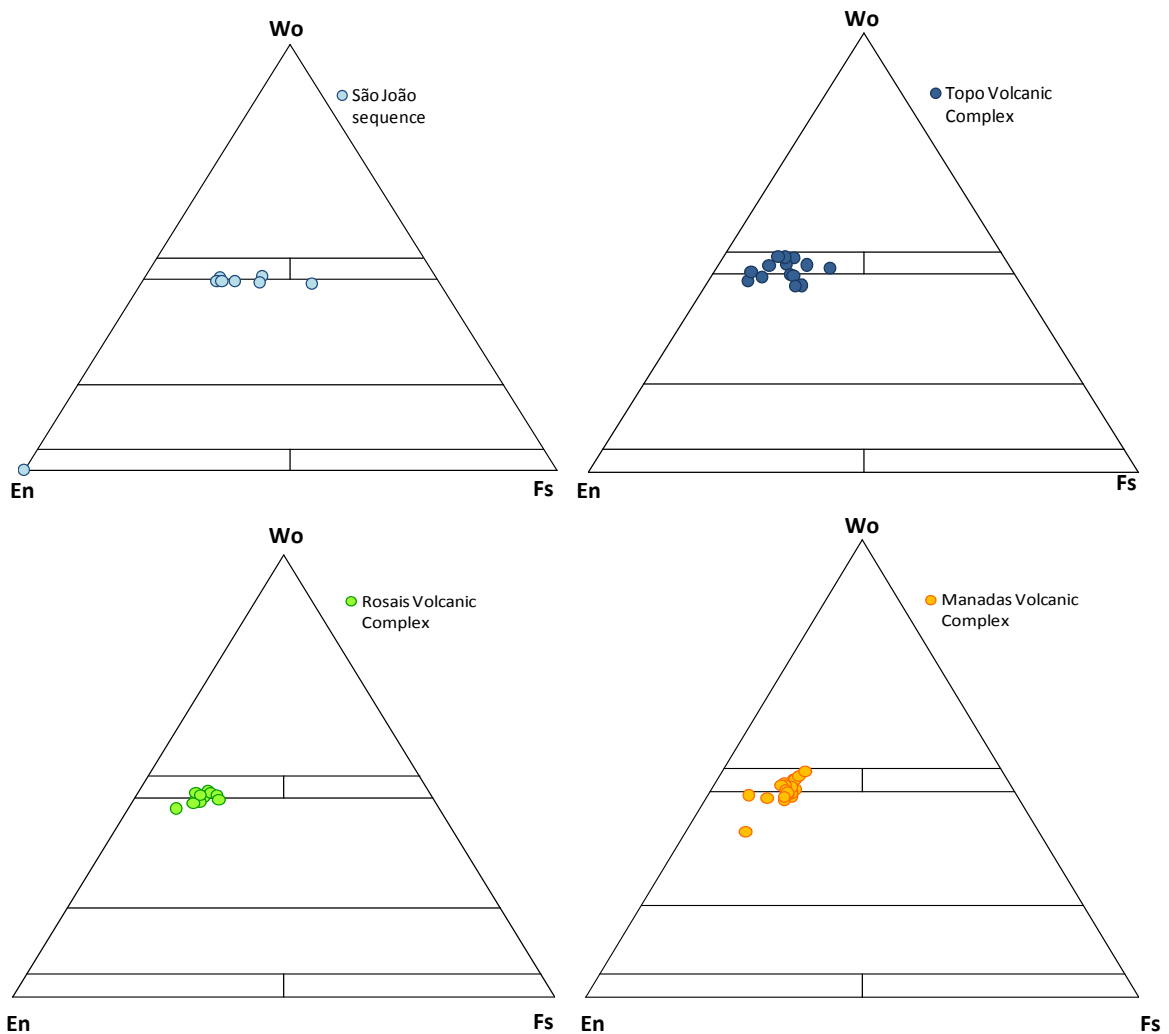 Wo
São João
sequence
En
Fs
Wo
Topo Volcanic
Complex
En
Fs
Wo
Rosais Volcanic
Complex
En
Fs
Wo
Manadas Volcanic
Complex
En
Fs